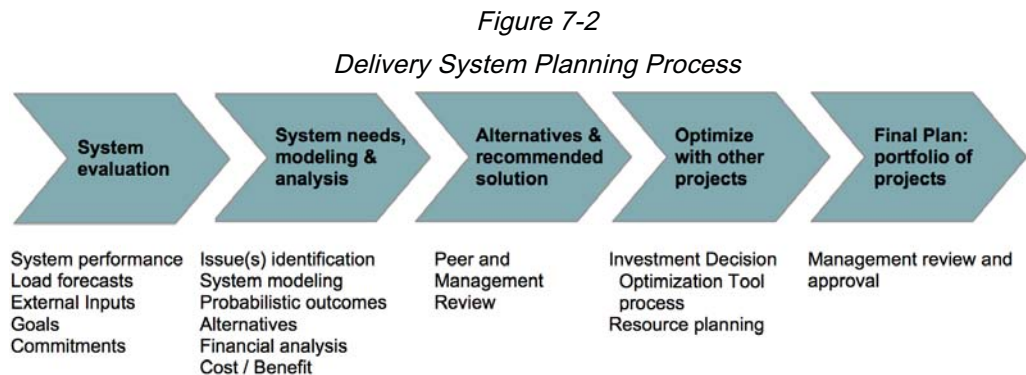 Figure 7-2
Delivery System Planning Process
System
evaluation
System needs,
modeling &
analysis
Alternatives &
recommended
solution
Optimize
with other
projects
Final Plan:
portfolio of
projects
System performance
Load forecasts
External Inputs
Goals
Commitments
Issue(s) identification
System modeling
Probabilistic outcomes
Alternatives
Financial analysis
Cost / Benefit
Peer and
Management
Review
Investment Decision
Optimization Tool
process
Resource planning
Management review and
approval